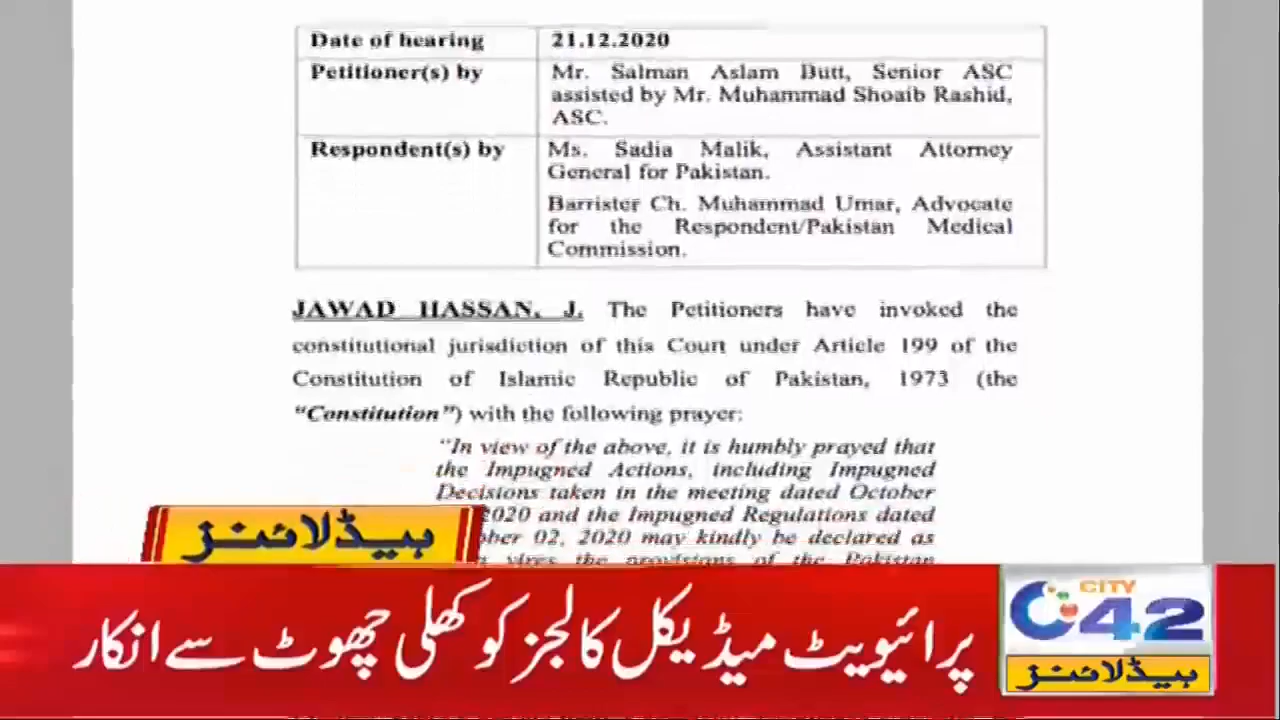 Date of hearing 21.12.2020
Petitioner(s) by Mr. Salman Aslam Butt, Senior ASC
assisted by Mr. Muhammad Shoaib Rashid,
ASC.
Respondent(s) by Ms. Sadia Malik, Assistant Attorney
General for Pakistan.
Barrister Ch. Muhammad Umar, Advocate
for the Respondent/Pakistan Medical
Commission.
JAWAD HASSAN, J. The Petitioners have invoked the
constitutional jurisdiction of this Court under Article 199 of the
Constitution of Islamic Republic of Pakistan, 1973 (the
“Constitution”) with the following prayer:
“In view of the above, it is humbly prayed that
the Impugned Actions, including Impugned
Decisions taken in the meeting dated October
2020 and the Impugned Regulations dated
ber 02, 2020 may kindly be declared as
vires the provisions of the Pakistan
ہیڈلائنز
پرائیویٹ میڈیکل کالجز کو کھلی چھوٹ سے انکار
CITY
42
ہیڈلائنز